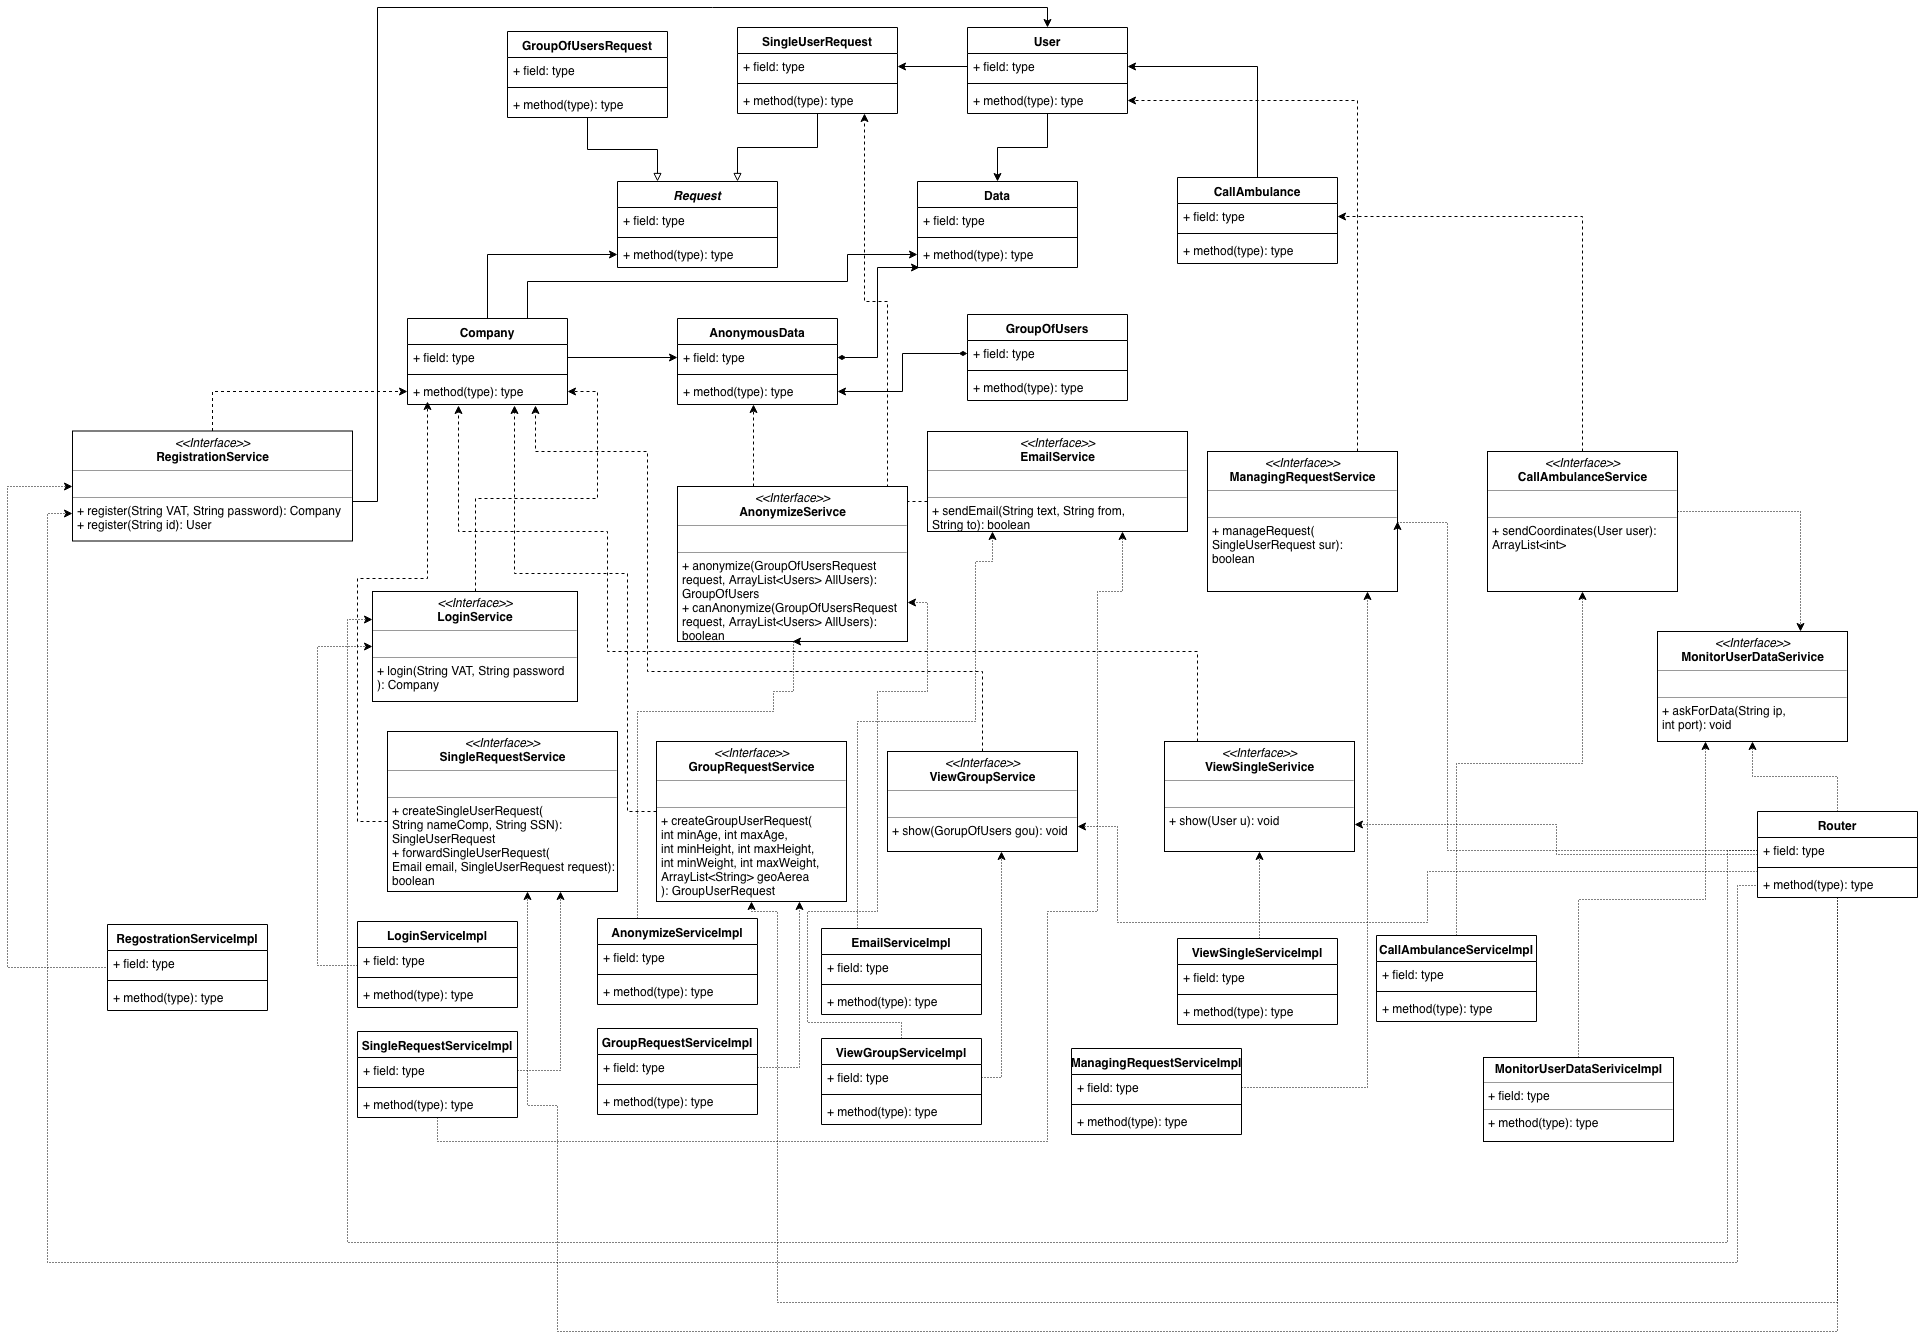 GroupOfUsersRequest
+ field: type
+ method(type): type
SingleUserRequest
+ field: type
+ method(type): type
User
+ field: type
+ method(type): type
Request
+ field: type
+ method(type): type
Data
+ field: type
+ method(type): type
CallAmbulance
+ field: type
+ method(type): type
Company
+ field: type
+ method(type): type
AnonymousData
+ field: type
+ method(type): type
GroupOfUsers
+ field: type
+ method(type): type
<<Interface>>
RegistrationService
+ register(String VAT, String password): Company
+ register(String id): User
<<Interface>>
AnonymizeSerivce
+ anonymize(GroupOfUsersRequest
request, ArrayList<Users> AllUsers):
GroupOfUsers
+ canAnonymize(GroupOfUsersRequest
request, ArrayList<Users> AllUsers):
boolean
<<Interface>>
EmailService
+ sendEmail(String text, String from,
String to): boolean
<<Interface>>
ManagingRequestService
+ manageRequest(
SingleUserRequest sur):
boolean
<<Interface>>
CallAmbulanceService
+ sendCoordinates(User user):
ArrayList<int>
<<Interface>>
LoginService
+ login(String VAT, String password
): Company
<<Interface>>
MonitorUserDataSerivice
+ askForData(String ip,
int port): void
<<Interface>>
SingleRequestService
+ createSingleUserRequest(
String nameComp, String SSN):
SingleUserRequest
+ forwardSingleUserRequest(
Email email, SingleUserRequest request):
boolean
<<Interface>>
GroupRequestService
+ createGroupUserRequest(
int minAge, int maxAge,
int minHeight, int maxHeight,
int minWeight, int maxWeight,
ArrayList<String> geoAerea
): GroupUserRequest
<<Interface>>
ViewGroupService
+ show(GorupOfUsers gou): void
<<Interface>>
ViewSingleSerivice
+ show(User u): void
Router
+ field: type
+ method(type): type
RegostrationServiceImpl
+ field: type
+ method(type): type
LoginServiceImpl
+ field: type
+ method(type): type
AnonymizeServiceImpl
+ field: type
+ method(type): type
EmailServiceImpl
+ field: type
+ method(type): type
ViewSingleServiceImpl
+ field: type
+ method(type): type
CallAmbulanceServiceImpl
+ field: type
+ method(type): type
SingleRequestServiceImpl
+ field: type
+ method(type): type
GroupRequestServiceImpl
+ field: type
+ method(type): type
ViewGroupServiceImpl
+ field: type
+ method(type): type
ManagingRequestServiceImpl
+ field: type
+ method(type): type
MonitorUserDataSeriviceImpl
+ field: type
+ method(type): type